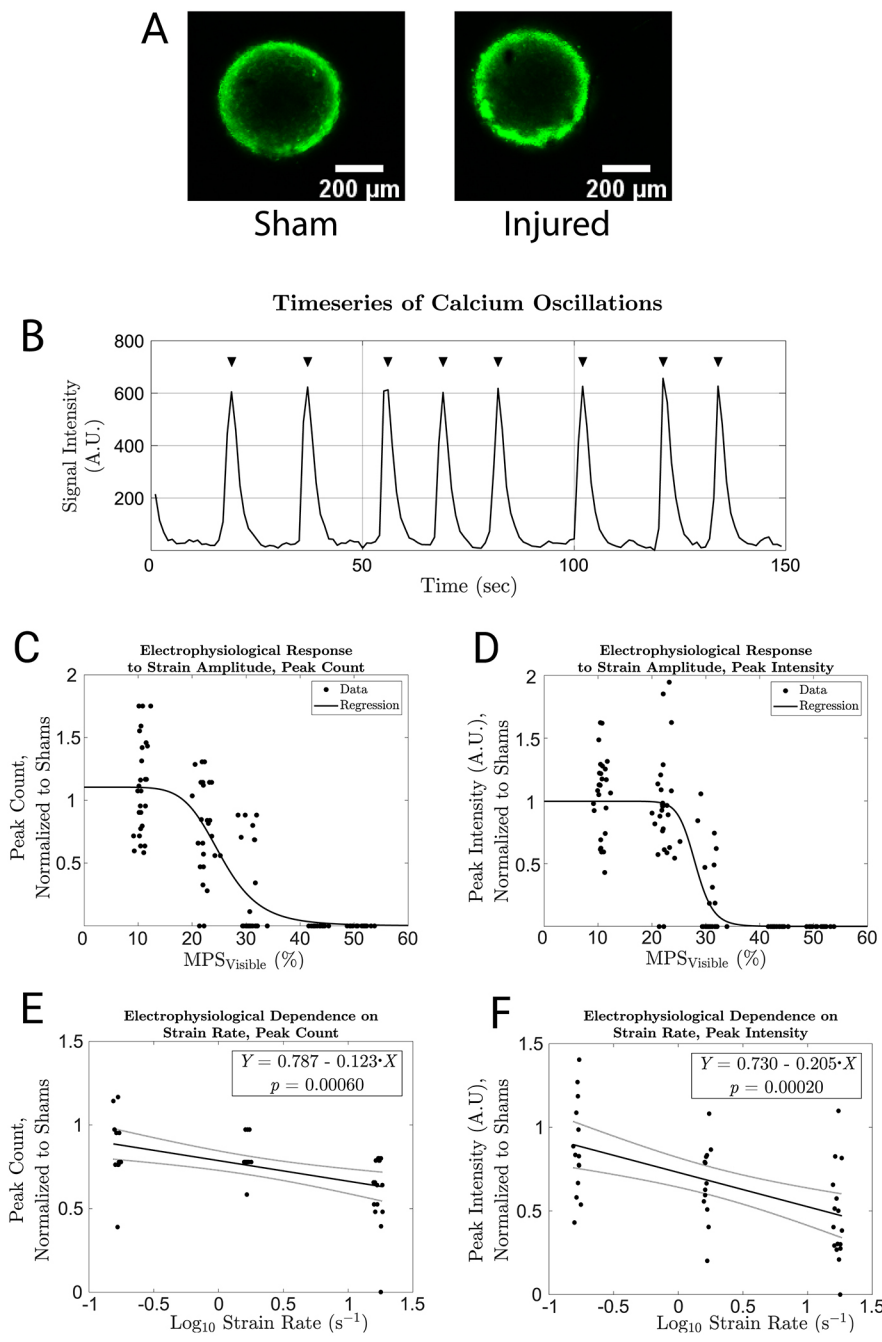 A
200 µm
200 µm
Sham
Injured
Timeseries of Calcium Oscillations
B
Signal Intensity
(A.U.)
800
600
400
200
0
50
100
150
Time (sec)
C
Electrophysiological Response
to Strain Amplitude, Peak Count
Peak Count,
Normalized to Shams
2
1.5
1
0.5
Data
Regression
0
10
20
30
40
50
60
MPSVisible (%)
D
Electrophysiological Response
to Strain Amplitude, Peak Intensity
Peak Intensity (A.U.),
Normalized to Shams
2
1.5
1
0.5
Data
Regression
0
10
20
30
40
50
60
MPSVisible (%)
E
Electrophysiological Dependence on
Strain Rate, Peak Count
Peak Count,
Normalized to Shams
1.5
1
0.5
0
Y = 0.787 - 0.123·X
p = 0.00060
-1
-0.5
0
0.5
1
1.5
Log10 Strain Rate (s−1)
F
Electrophysiological Dependence on
Strain Rate, Peak Intensity
Peak Intensity (A.U),
Normalized to Shams
1.5
1
0.5
0
Y = 0.730 - 0.205·X
p = 0.00020
-1
-0.5
0
0.5
1
1.5
Log10 Strain Rate (s−1)